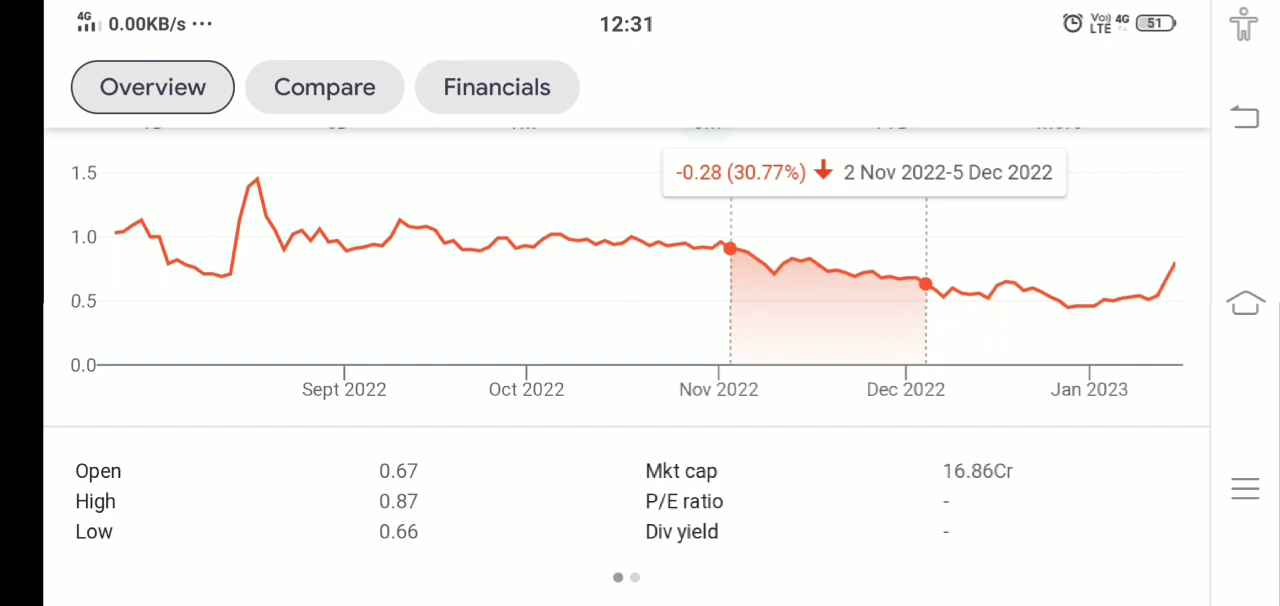 4G 0.00KB/s ··· 12:31 Voi) LTE 4G 51
Overview Compare Financials
-0.28 (30.77%) 2 Nov 2022-5 Dec 2022
1.5
1.0
0.5
0.0
Sept 2022 Oct 2022 Nov 2022 Dec 2022 Jan 2023
Open 0.67 Mkt cap 16.86Cr
High 0.87 P/E ratio -
Low 0.66 Div yield -